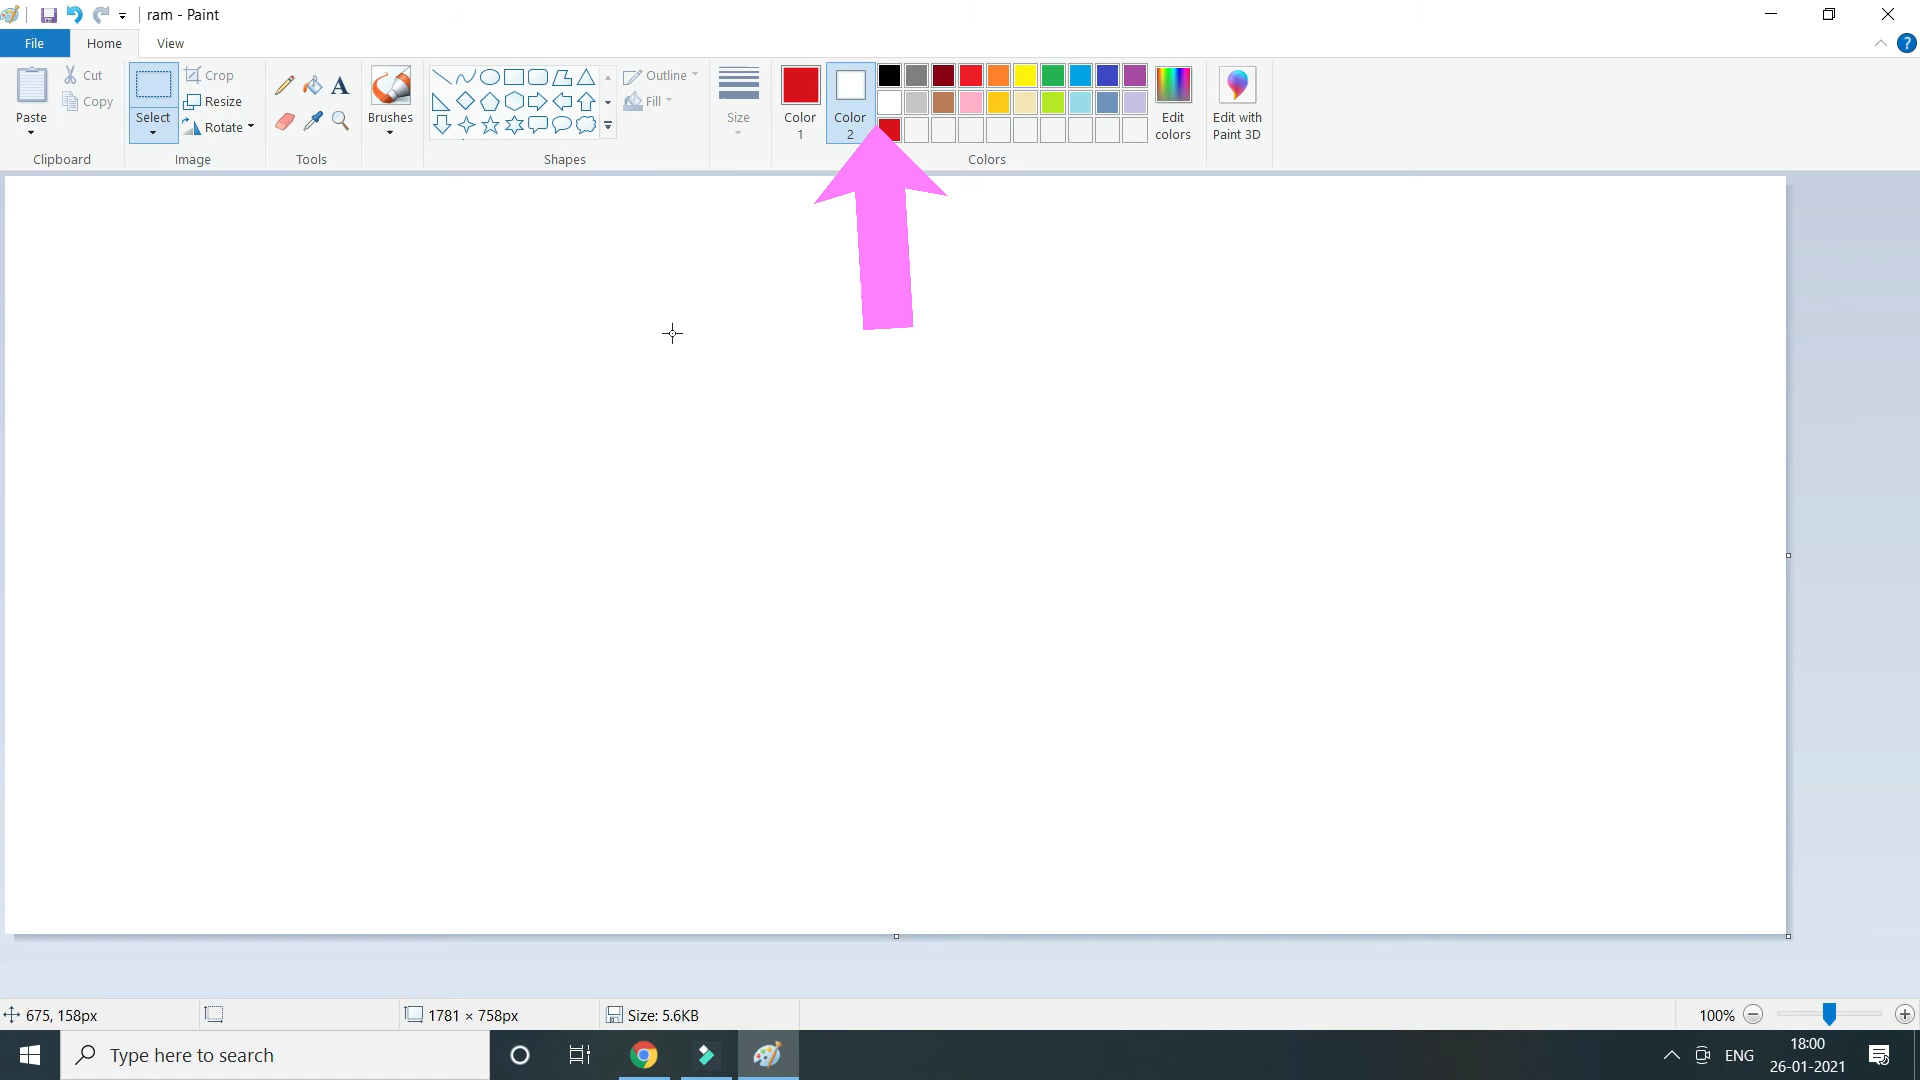 ram - Paint
File
Home
View
Paste
Cut
Copy
Clipboard
Select
Crop
Resize
Rotate
Image
A
Tools
Brushes
Outline
Fill
Shapes
Size
Color
1
Color
2
Edit
colors
Colors
Edit with
Paint 3D
?
675, 158px
1781 × 758px
Size: 5.6KB
100%
Type here to search
ENG
18:00
26-01-2021